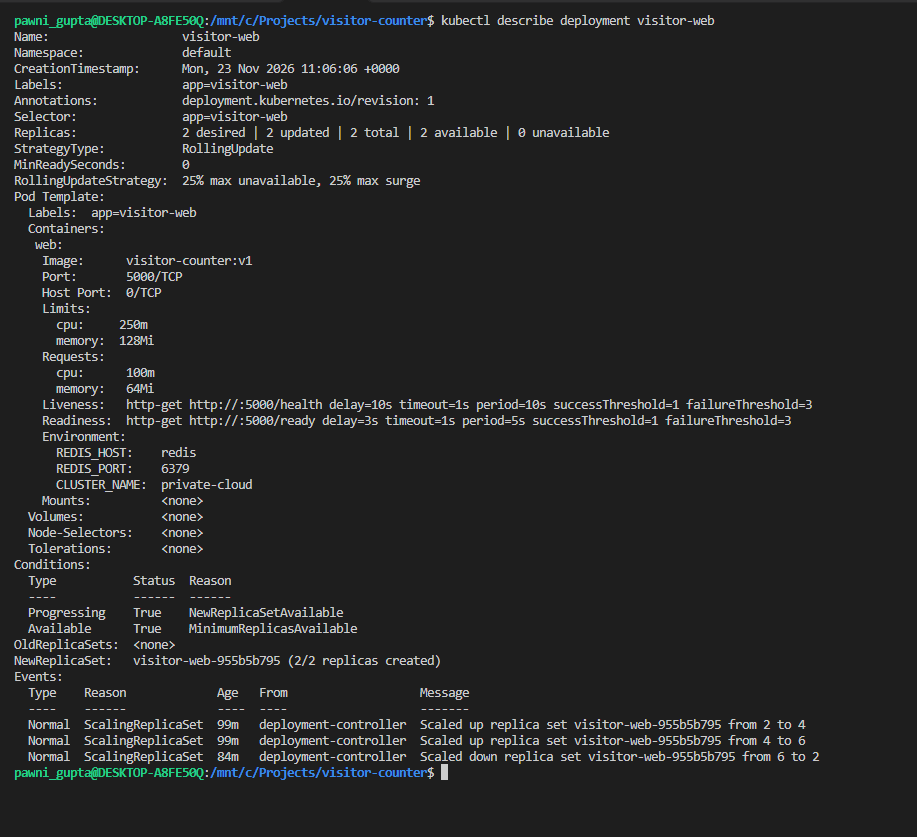 pawni_gupta@DESKTOP-A8FE50Q:/mnt/c/Projects/visitor-counter$ kubectl describe deployment visitor-web
Name:                   visitor-web
Namespace:              default
CreationTimestamp:      Mon, 23 Nov 2026 11:06:06 +0000
Labels:                 app=visitor-web
Annotations:            deployment.kubernetes.io/revision: 1
Selector:               app=visitor-web
Replicas:               2 desired | 2 updated | 2 total | 2 available | 0 unavailable
StrategyType:           RollingUpdate
MinReadySeconds:        0
RollingUpdateStrategy:  25% max unavailable, 25% max surge
Pod Template:
  Labels:  app=visitor-web
  Containers:
   web:
    Image:      visitor-counter:v1
    Port:       5000/TCP
    Host Port:  0/TCP
    Limits:
      cpu:     250m
      memory:  128Mi
    Requests:
      cpu:      100m
      memory:   64Mi
    Liveness:   http-get http://:5000/health delay=10s timeout=1s period=10s successThreshold=1 failureThreshold=3
    Readiness:  http-get http://:5000/ready delay=3s timeout=1s period=5s successThreshold=1 failureThreshold=3
    Environment:
      REDIS_HOST:    redis
      REDIS_PORT:    6379
      CLUSTER_NAME:  private-cloud
    Mounts:          <none>
  Volumes:           <none>
  Node-Selectors:    <none>
  Tolerations:       <none>
Conditions:
  Type           Status  Reason
  ----           ------  ------
  Progressing    True    NewReplicaSetAvailable
  Available      True    MinimumReplicasAvailable
OldReplicaSets:  <none>
NewReplicaSet:   visitor-web-955b5b795 (2/2 replicas created)
Events:
  Type    Reason             Age   From                   Message
  ----    ------             ----  ----                   -------
  Normal  ScalingReplicaSet  99m   deployment-controller  Scaled up replica set visitor-web-955b5b795 from 2 to 4
  Normal  ScalingReplicaSet  99m   deployment-controller  Scaled up replica set visitor-web-955b5b795 from 4 to 6
  Normal  ScalingReplicaSet  84m   deployment-controller  Scaled down replica set visitor-web-955b5b795 from 6 to 2
pawni_gupta@DESKTOP-A8FE50Q:/mnt/c/Projects/visitor-counter$